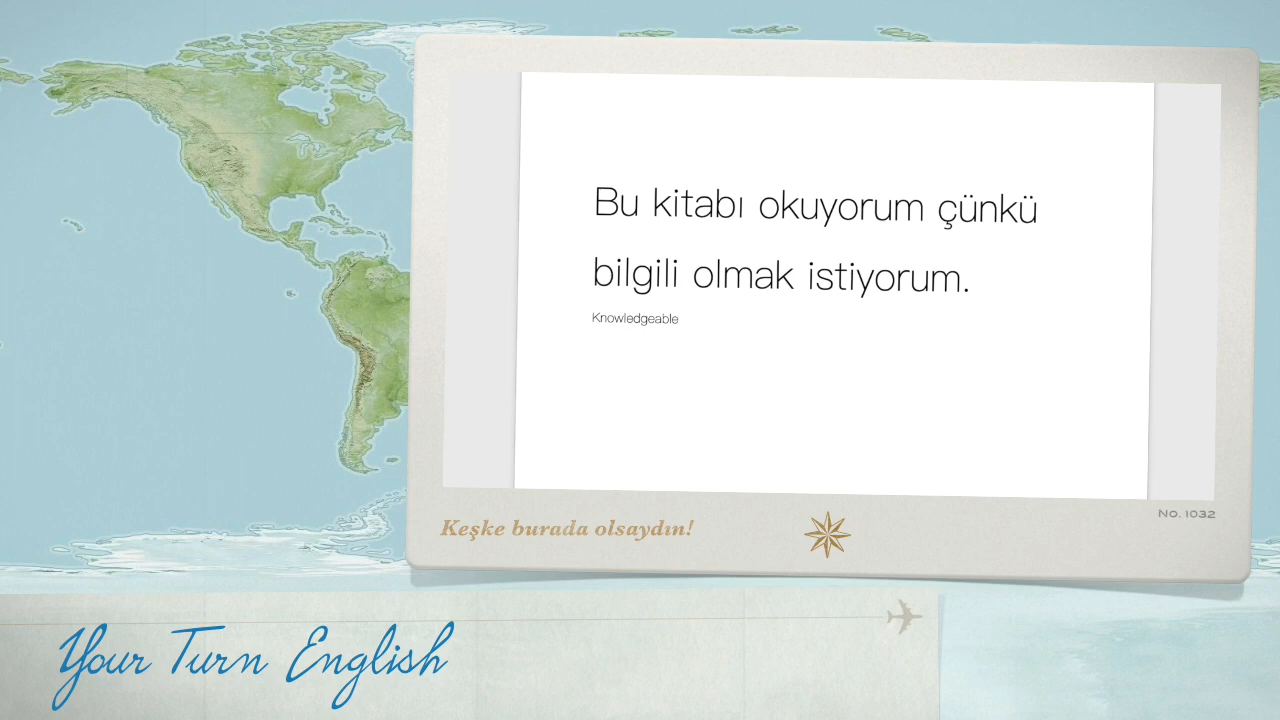 Bu kitabı okuyorum çünkü
bilgili olmak istiyorum.
Knowledgeable
Keşke burada olsaydın!
No. 1032
Your Turn English